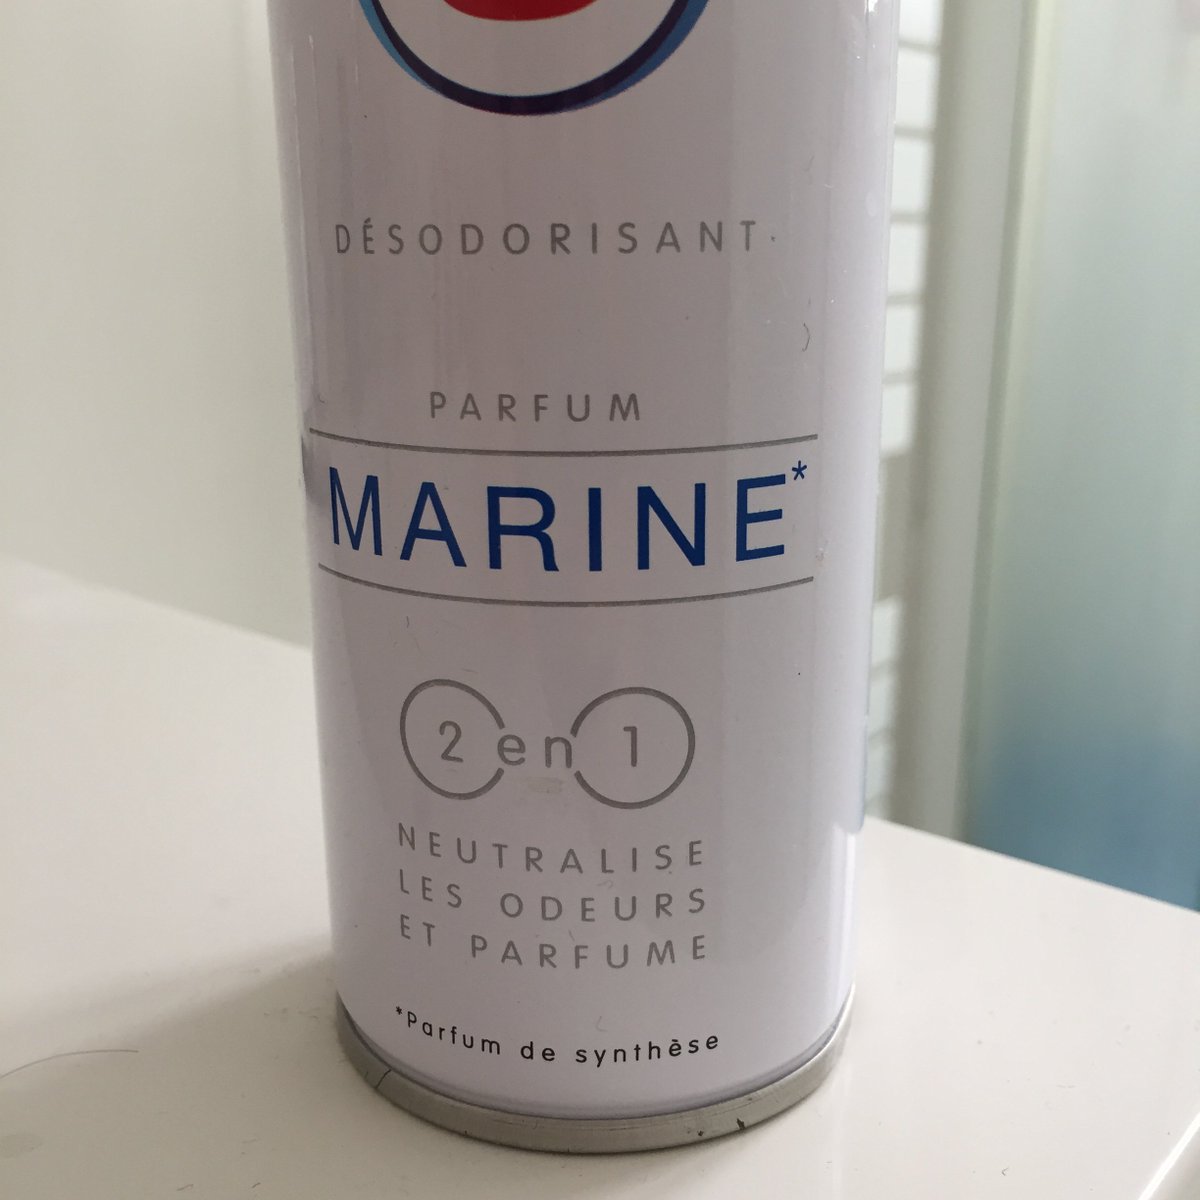 DÉSODORISANT
PARFUM
MARINE*
2 en 1
NEUTRALISE
LES ODEURS
ET PARFUME
*Parfum de synthèse